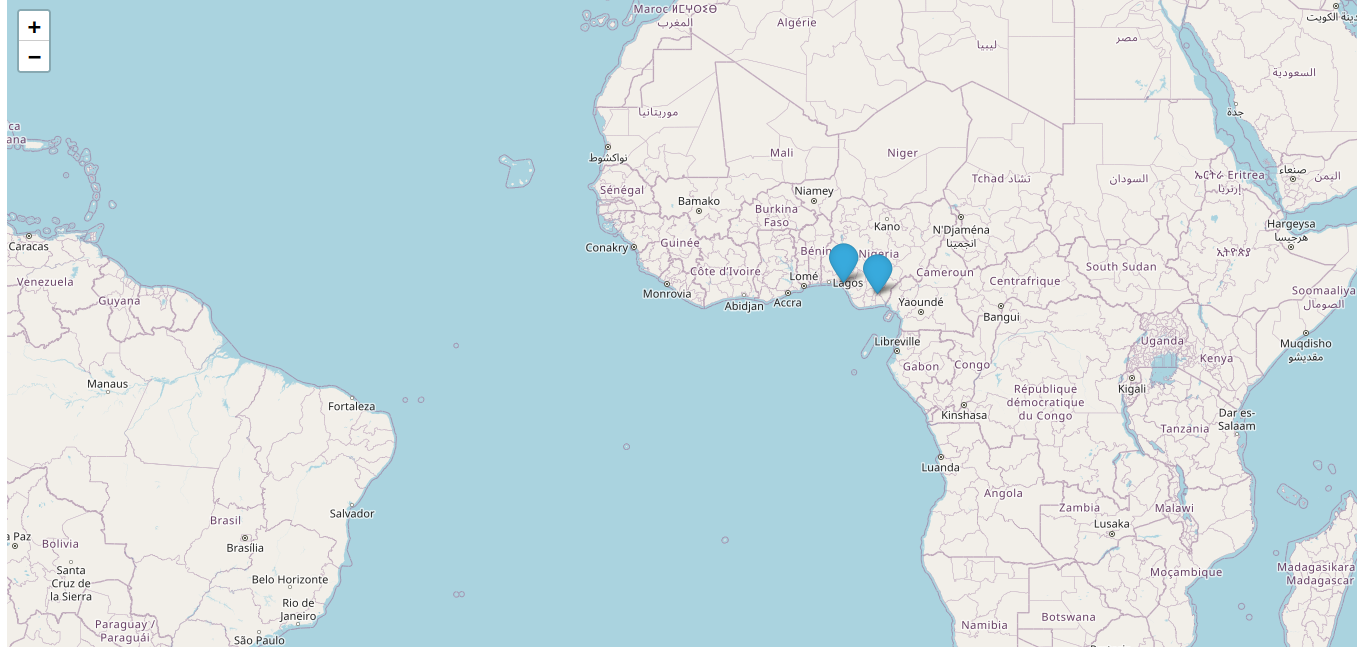 +
−
Maroc ⵍⵎⵖⵔⵉⴱ
المغرب
Algérie
ليبيا
مصر
السعودية
جدة
ca
ana
موريتانيا
نواكشوط
Mali
Niger
Tchad تشاد
السودان
ኤርትራ Eritrea
إرتريا
صنعاء
اليمن
Sénégal
Bamako
Niamey
Burkina
Faso
Kano
N'Djaména
انجمينا
Hargeysa
هرجيسا
Caracas
Conakry
Guinée
Bénin
Nigeria
Côte d'Ivoire
Lomé
Lagos
Cameroun
Centrafrique
South Sudan
Venezuela
Guyana
Monrovia
Abidjan
Accra
Yaoundé
Bangui
Soomaaliya
الصومال
Libreville
Uganda
Kenya
Muqdisho
مقديشو
Gabon
Congo
Manaus
Fortaleza
Kigali
République
démocratique
du Congo
Kinshasa
Dar es-
Salaam
Tanzania
Luanda
Angola
Zambia
Malawi
Salvador
Brasil
Lusaka
a Paz
Bolivia
Brasília
Santa
Cruz de
la Sierra
Belo Horizonte
Moçambique
Madagasikara
Madagascar
Rio de
Janeiro
Paraguay /
Paraguái
São Paulo
Namibia
Botswana